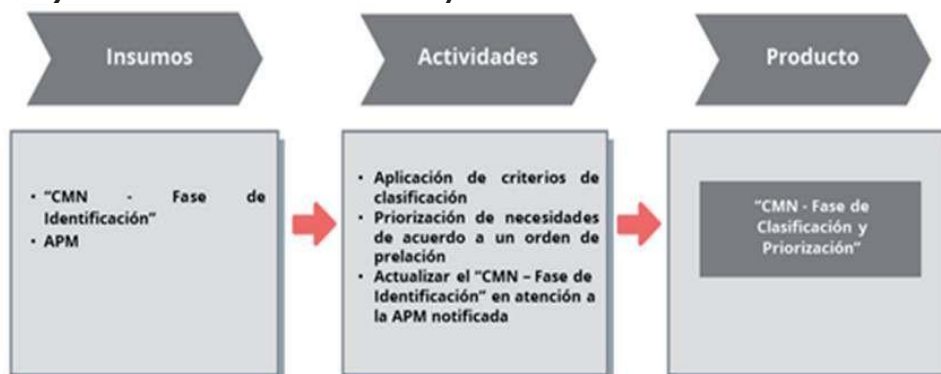 Insumos
Actividades
Producto
• "CMN - Fase de
Identificación"
• APM
• Aplicación de criterios de
clasificación
• Priorización de necesidades
de acuerdo a un orden de
prelación
• Actualizar el "CMN – Fase de
Identificación" en atención a
la APM notificada
"CMN - Fase de
Clasificación y
Priorización"